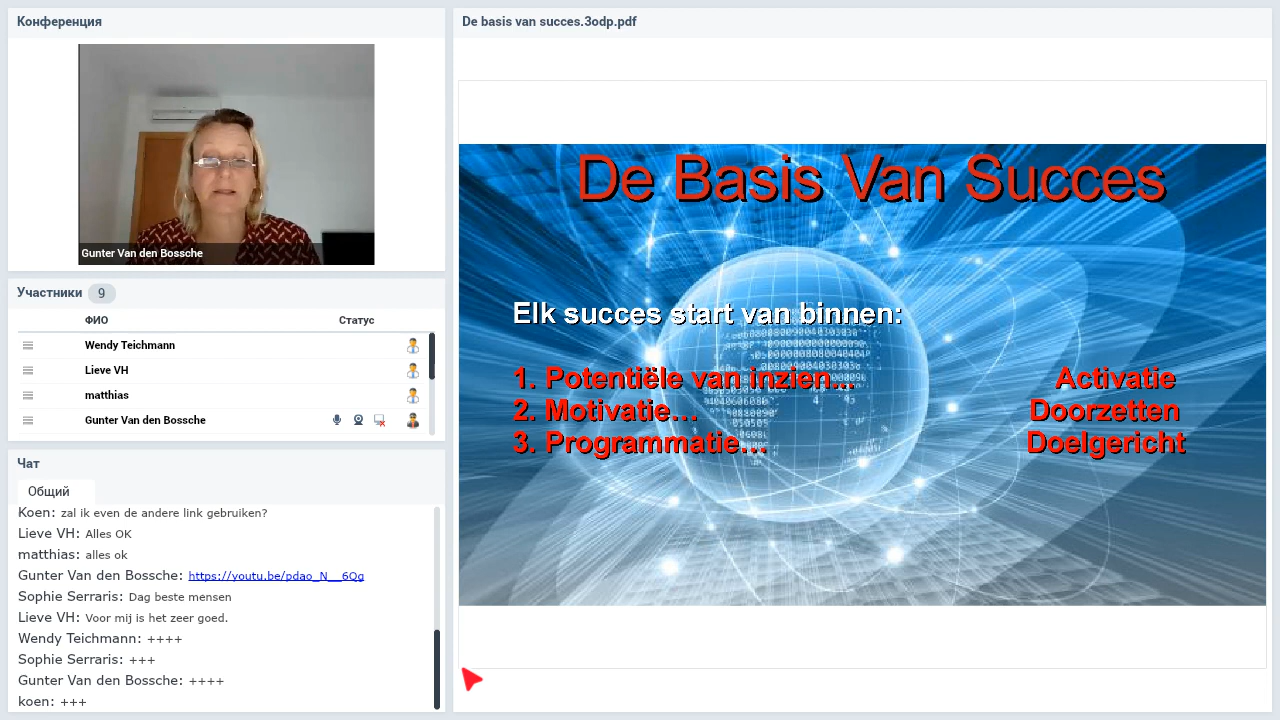 Конференция
Gunter Van den Bossche
Участники 9
ФИО Статус
Wendy Teichmann
Lieve VH
matthias
Gunter Van den Bossche
Чат
Общий
Koen: zal ik even de andere link gebruiken?
Lieve VH: Alles OK
matthias: alles ok
Gunter Van den Bossche: https://youtu.be/pdao_N__6Qg
Sophie Serraris: Dag beste mensen
Lieve VH: Voor mij is het zeer goed.
Wendy Teichmann: ++++
Sophie Serraris: +++
Gunter Van den Bossche: ++++
koen: +++
De basis van succes.3odp.pdf
De Basis Van Succes
Elk succes start van binnen:
1. Potentiële van inzien... Activatie
2. Motivatie... Doorzetten
3. Programmatie... Doelgericht